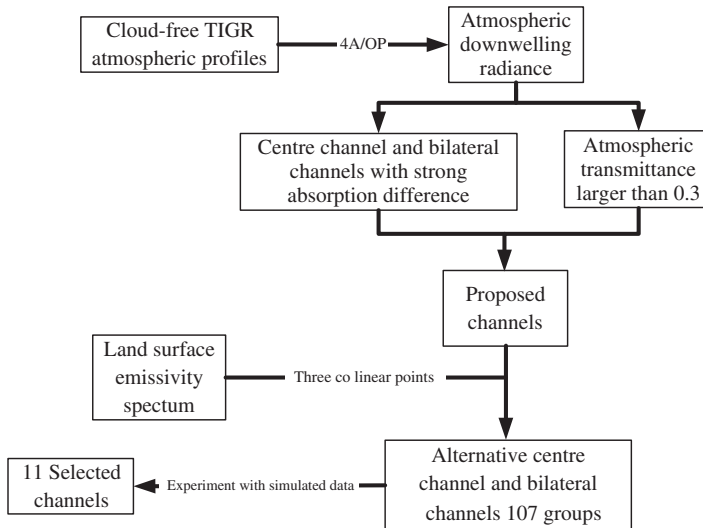 Cloud-free TIGR
atmospheric profiles
4A/OP
Atmospheric
downwelling
radiance
Centre channel and bilateral
channels with strong
absorption difference
Atmospheric
transmittance
larger than 0.3
Proposed
channels
Land surface
emissivity
spectum
Three co linear points
Alternative centre
channel and bilateral
channels 107 groups
Experiment with simulated data
11 Selected
channels